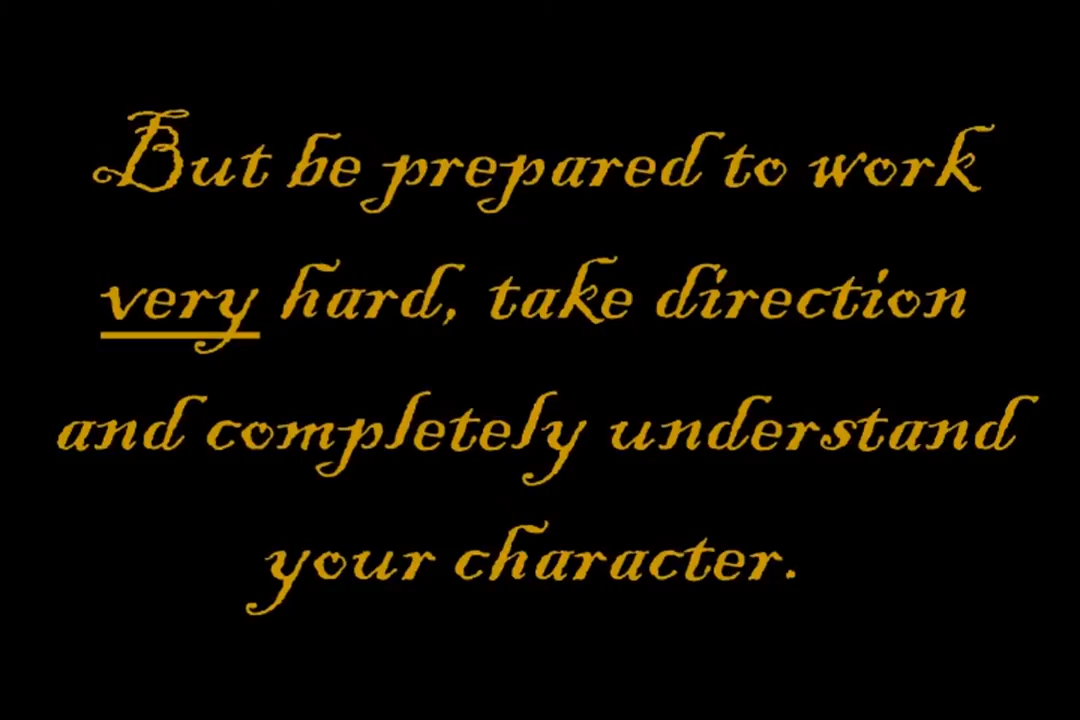 But be prepared to work
very hard, take direction
and completely understand
your character.